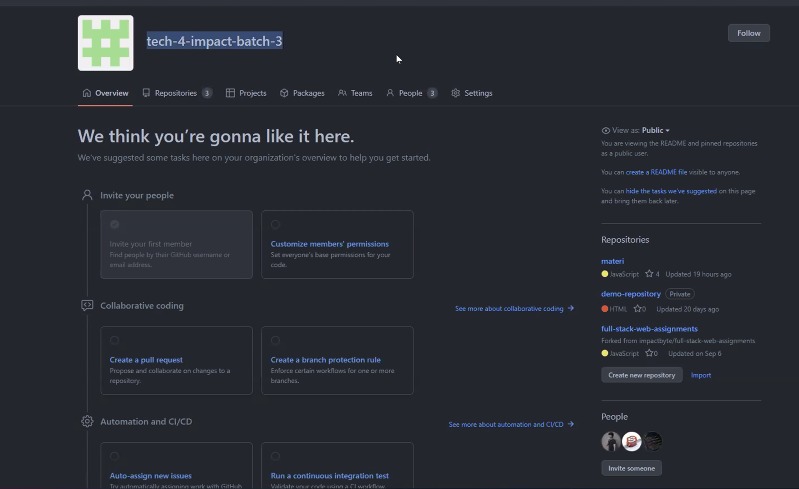 tech-4-impact-batch-3
Follow
Overview
Repositories 3
Projects
Packages
Teams
People 3
Settings
We think you're gonna like it here.
We've suggested some tasks here on your organization's overview to help you get started.
Invite your people
Invite your first member
Find people by their GitHub username or
email address.
Customize members' permissions
Set everyone's base permissions for your
code.
Collaborative coding
See more about collaborative coding →
Create a pull request
Propose and collaborate on changes to a
repository.
Create a branch protection rule
Enforce certain workflows for one or more
branches.
Automation and CI/CD
See more about automation and CI/CD →
Auto-assign new issues
Try automatically assigning work with GitHub
Run a continuous integration test
Validate your code using a CI workflow
View as: Public
You are viewing the README and pinned repositories
as a public user.
You can create a README file visible to anyone.
You can hide the tasks we've suggested on this page
and bring them back later.
Repositories
materi
JavaScript 4 Updated 19 hours ago
demo-repository Private
HTML 0 Updated 20 days ago
full-stack-web-assignments
Forked from impactbyte/full-stack-web-assignments
JavaScript 0 Updated on Sep 6
Create new repository
Import
People
Invite someone